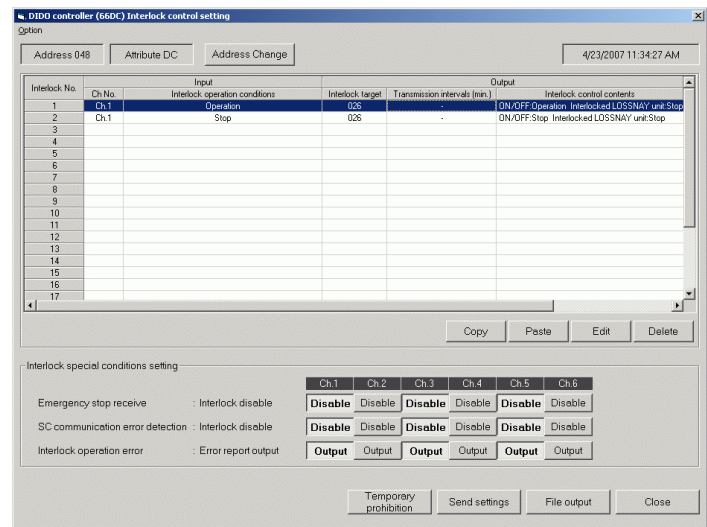 DIDO controller (66DC) Interlock control setting
Option
Address 048 Attribute DC Address Change 4/23/2007 11:34:27 AM
Interlock No. Input Output
Ch No. Interlock operation conditions Interlock target Transmission intervals (min.) Interlock control contents
1 Ch.1 Operation 026 - ON/OFF:Operation Interlocked LOSSNAY unit:Stop
2 Ch.1 Stop 026 - ON/OFF:Stop Interlocked LOSSNAY unit:Stop
3
4
5
6
7
8
9
10
11
12
13
14
15
16
17
Copy Paste Edit Delete
Interlock special conditions setting
Ch.1 Ch.2 Ch.3 Ch.4 Ch.5 Ch.6
Emergency stop receive : Interlock disable Disable Disable Disable Disable Disable Disable
SC communication error detection : Interlock disable Disable Disable Disable Disable Disable Disable
Interlock operation error : Error report output Output Output Output Output Output Output
Temporary prohibition Send settings File output Close